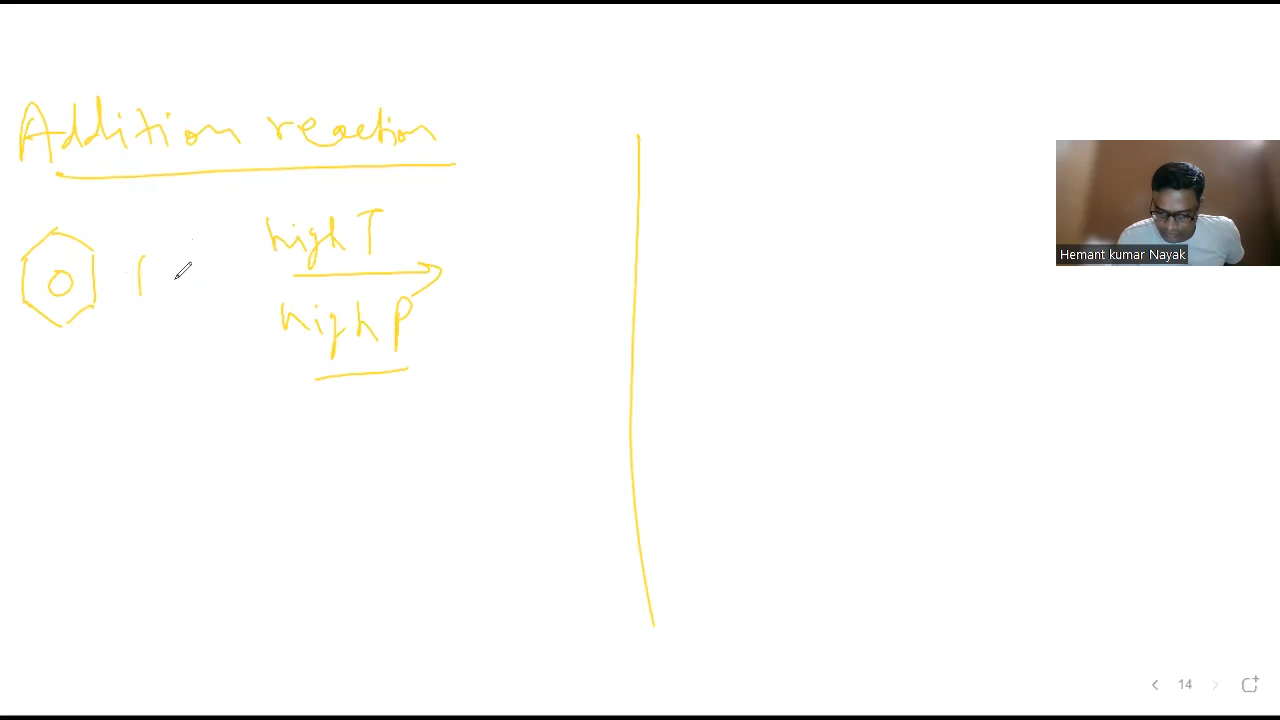 Addition reaction
high T
high P
Hemant kumar Nayak
14